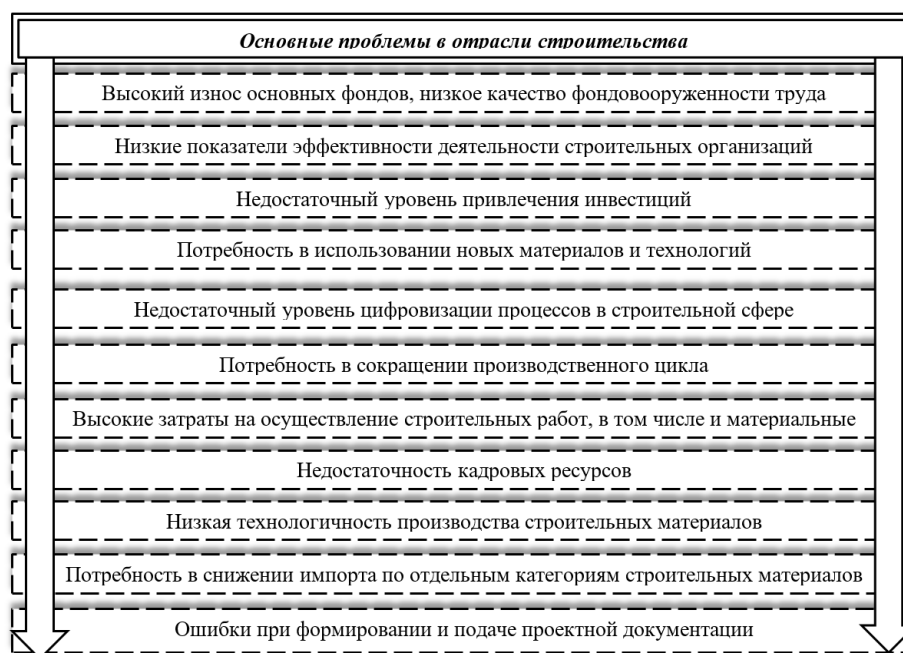 Основные проблемы в отрасли строительства
Высокий износ основных фондов, низкое качество фондовооруженности труда
Низкие показатели эффективности деятельности строительных организаций
Недостаточный уровень привлечения инвестиций
Потребность в использовании новых материалов и технологий
Недостаточный уровень цифровизации процессов в строительной сфере
Потребность в сокращении производственного цикла
Высокие затраты на осуществление строительных работ, в том числе и материальные
Недостаточность кадровых ресурсов
Низкая технологичность производства строительных материалов
Потребность в снижении импорта по отдельным категориям строительных материалов
Ошибки при формировании и подаче проектной документации